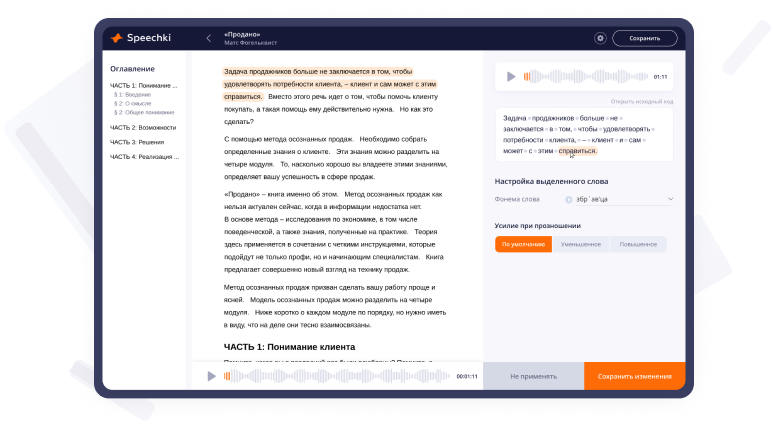 Speechki
«Продано»
Матс Фогельквист
Сохранить
Оглавление
ЧАСТЬ 1: Понимание ...
§ 1: Введение
§ 2: О смысле
§ 2: Общее понимание
ЧАСТЬ 2: Возможности
ЧАСТЬ 3: Решения
ЧАСТЬ 4: Реализация ...
Задача продажников больше не заключается в том, чтобы
удовлетворять потребности клиента, – клиент и сам может с этим
справиться. Вместо этого речь идет о том, чтобы помочь клиенту
покупать, а такая помощь ему действительно нужна. Но как это
сделать?
С помощью метода осознанных продаж. Необходимо собрать
определенные знания о клиенте. Эти знания можно разделить на
четыре модуля. То, насколько хорошо вы владеете этими знаниями,
определяет вашу успешность в сфере продаж.
«Продано» – книга именно об этом. Метод осознанных продаж как
нельзя актуален сейчас, когда в информации недостатка нет.
В основе метода – исследования по экономике, в том числе
поведенческой, а также знания, полученные на практике. Теория
здесь применяется в сочетании с четкими инструкциями, которые
подойдут не только профи, но и начинающим специалистам. Книга
предлагает совершенно новый взгляд на технику продаж.
Метод осознанных продаж призван сделать вашу работу проще и
ясней. Модель осознанных продаж можно разделить на четыре
модуля. Ниже коротко о каждом модуле по порядку, но нужно иметь
в виду, что на деле они тесно взаимосвязаны.
ЧАСТЬ 1: Понимание клиента
00:01:11
01:11
Открыть исходный код
Задача продажников больше не
заключается в том, чтобы удовлетворять
потребности клиента, – клиент и сам
может с этим справиться.
Настройка выделенного слова
Фонема слова
збр`ав'ца
Усилие при прозношении
По умолчанию
Уменьшенное
Повышенное
Не применять
Сохранить изменения